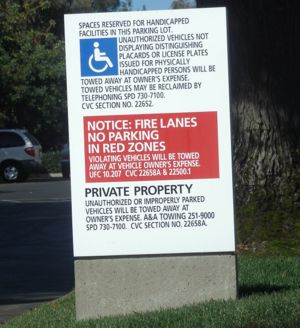 SPACES RESERVED FOR HANDICAPPED
FACILITIES IN THIS PARKING LOT.
UNAUTHORIZED VEHICLES NOT
DISPLAYING DISTINGUISHING
PLACARDS OR LICENSE PLATES
ISSUED FOR PHYSICALLY
HANDICAPPED PERSONS WILL BE
TOWED AWAY AT OWNER'S EXPENSE.
TOWED VEHICLES MAY BE RECLAIMED BY
TELEPHONING SPD 730-7100.
CVC SECTION NO. 22652.
NOTICE: FIRE LANES
NO PARKING
IN RED ZONES
VIOLATING VEHICLES WILL BE TOWED
AWAY AT VEHICLE OWNER'S EXPENSE.
UFC 10.207 CVC 22658A & 22500.1
PRIVATE PROPERTY
UNAUTHORIZED OR IMPROPERLY PARKED
VEHICLES WILL BE TOWED AWAY AT
OWNER'S EXPENSE. A&A TOWING 251-9000
SPD 730-7100. CVC SECTION NO. 22658A.